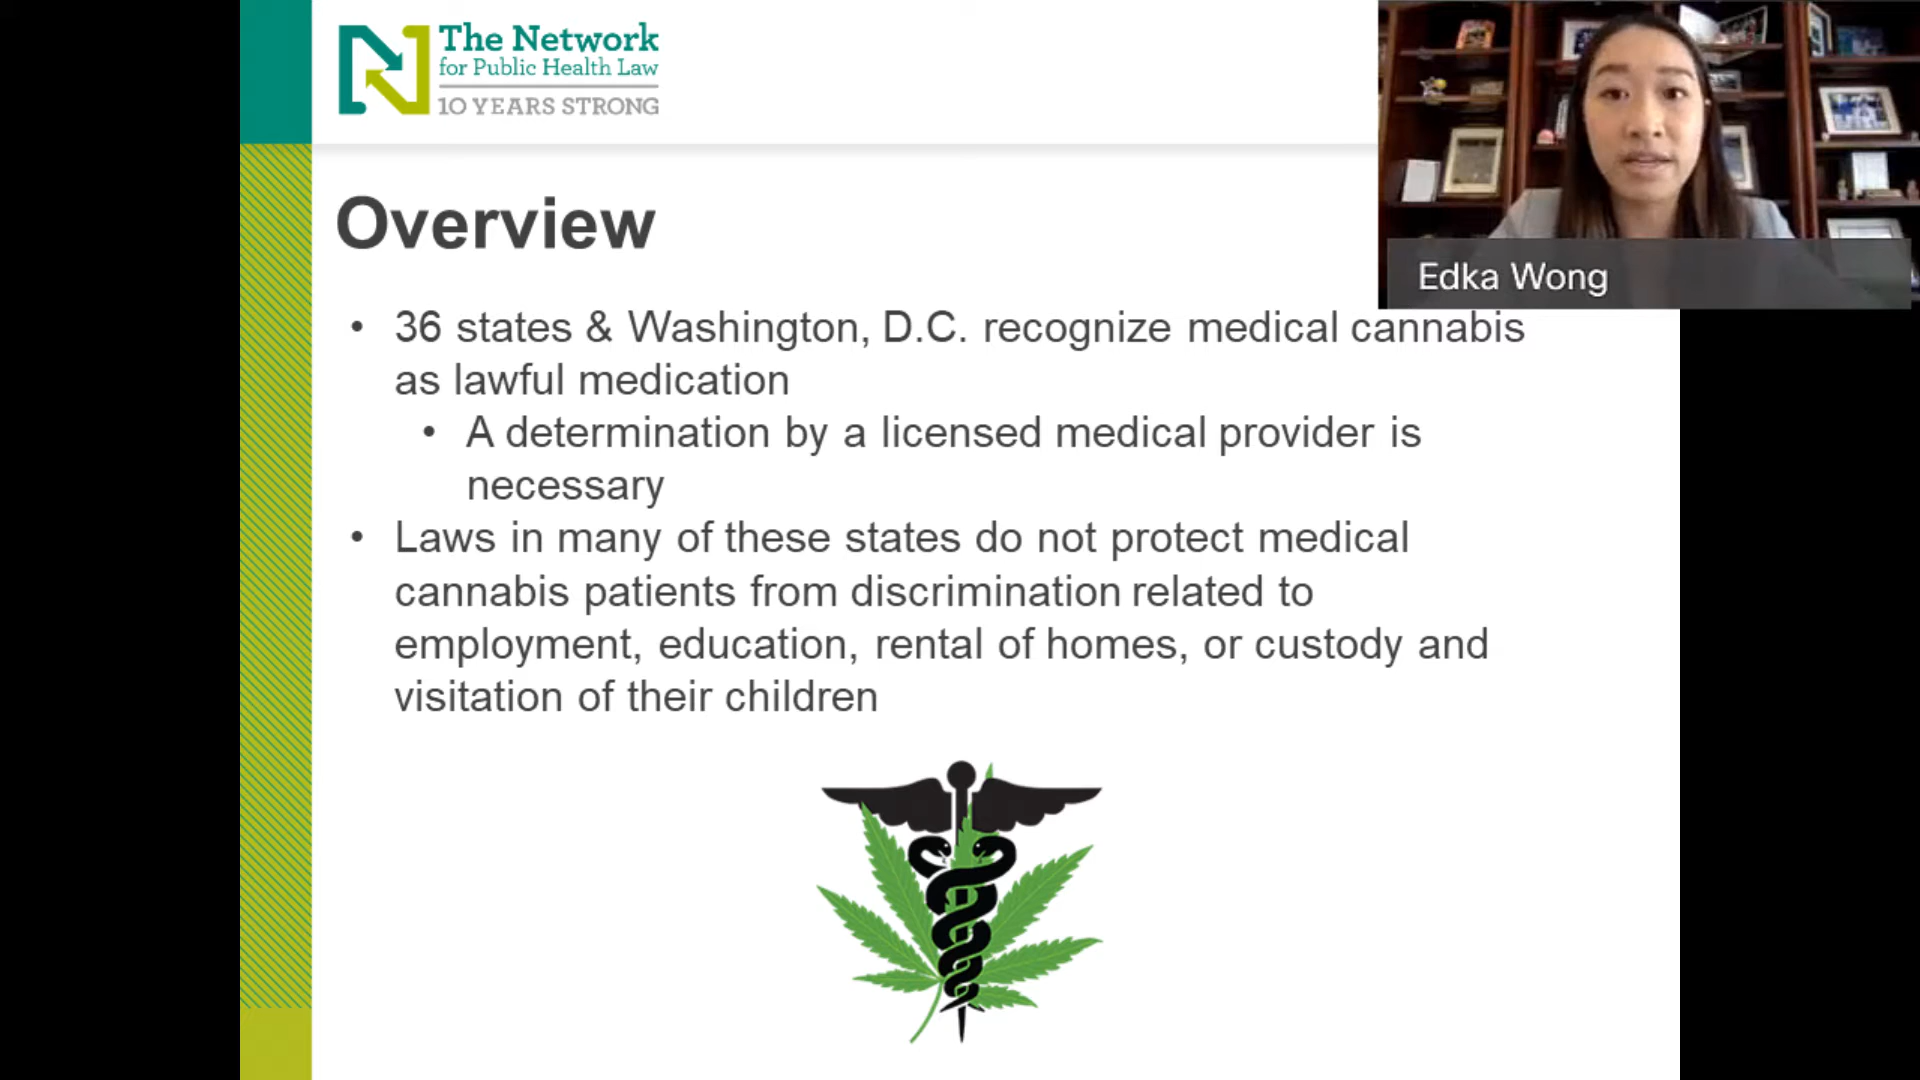 The Network
for Public Health Law
10 YEARS STRONG
Edka Wong
Overview
• 36 states & Washington, D.C. recognize medical cannabis
as lawful medication
• A determination by a licensed medical provider is
necessary
• Laws in many of these states do not protect medical
cannabis patients from discrimination related to
employment, education, rental of homes, or custody and
visitation of their children